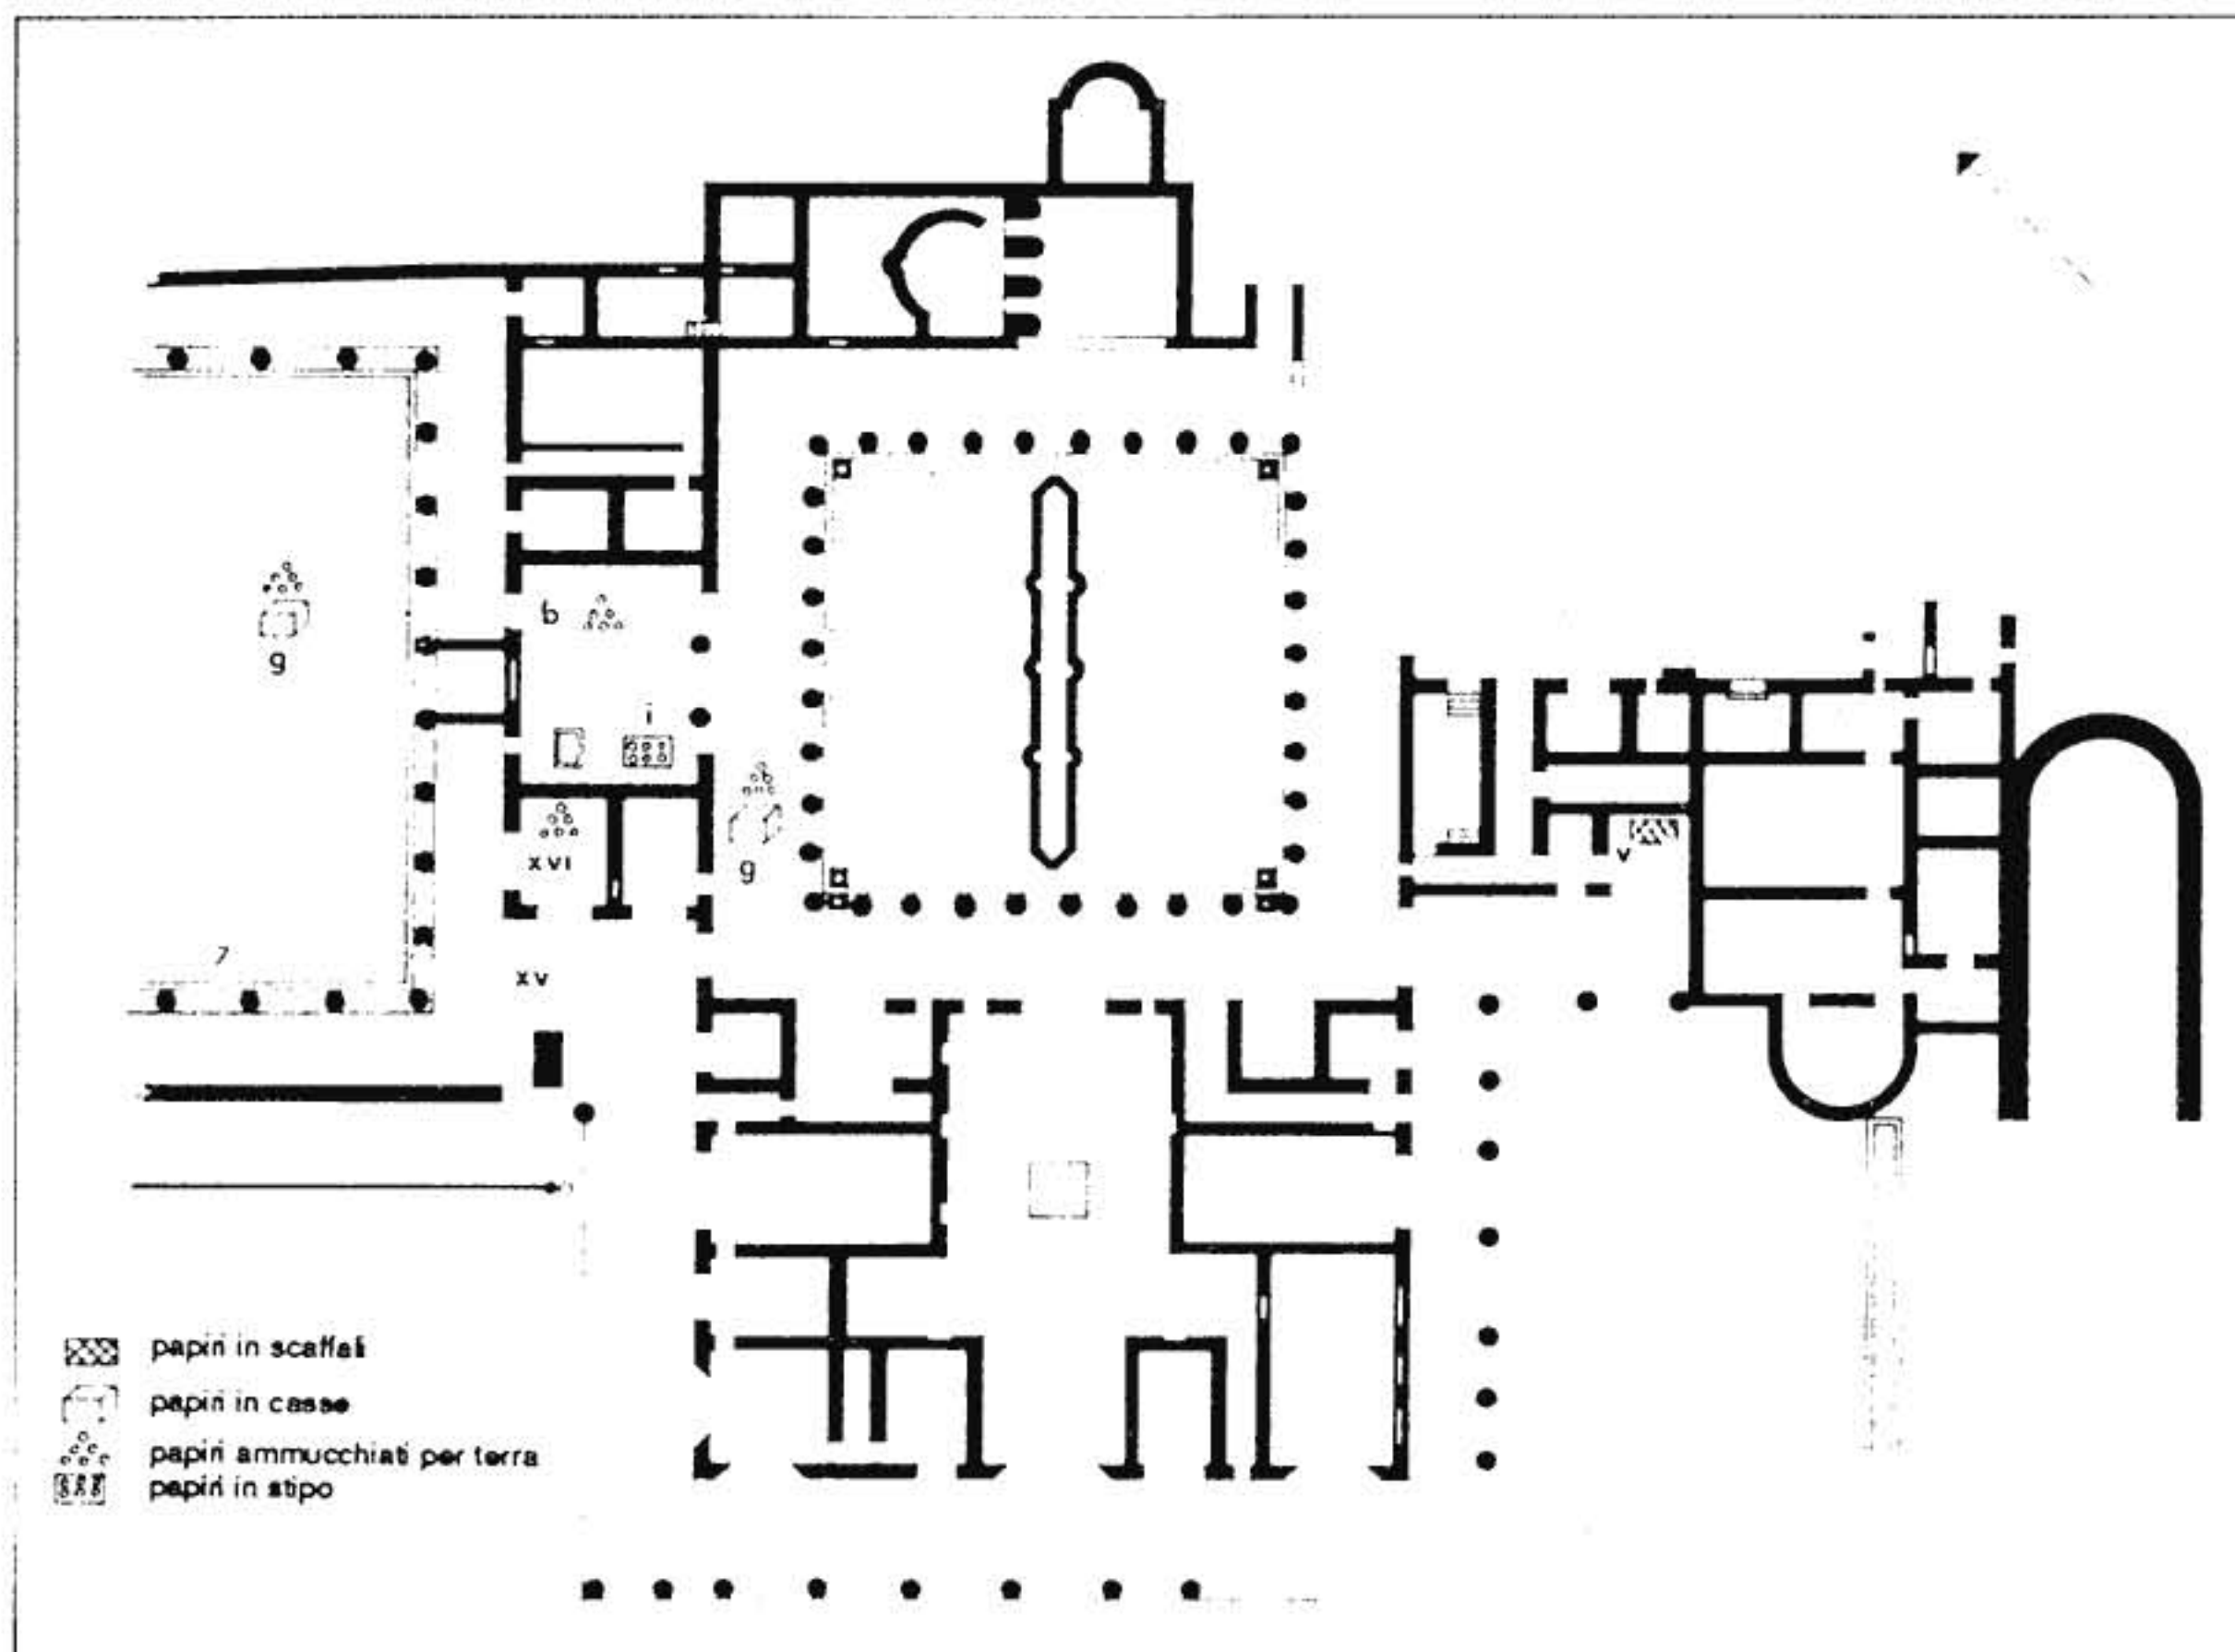 b
g
i
xvi
g
v
7
xv
papiri in scaffali
papiri in casse
papiri ammucchiati per terra
papiri in stipo